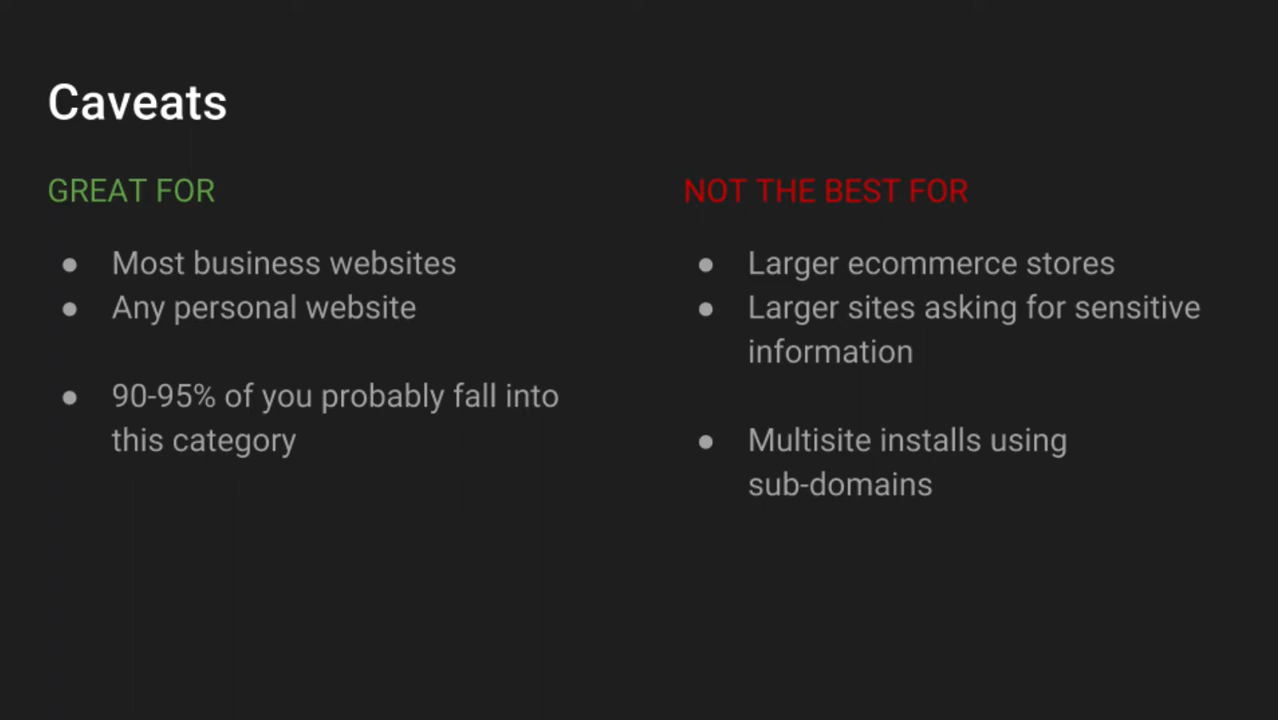 Caveats
GREAT FOR
● Most business websites
● Any personal website
● 90-95% of you probably fall into
this category
NOT THE BEST FOR
● Larger ecommerce stores
● Larger sites asking for sensitive
information
● Multisite installs using
sub-domains